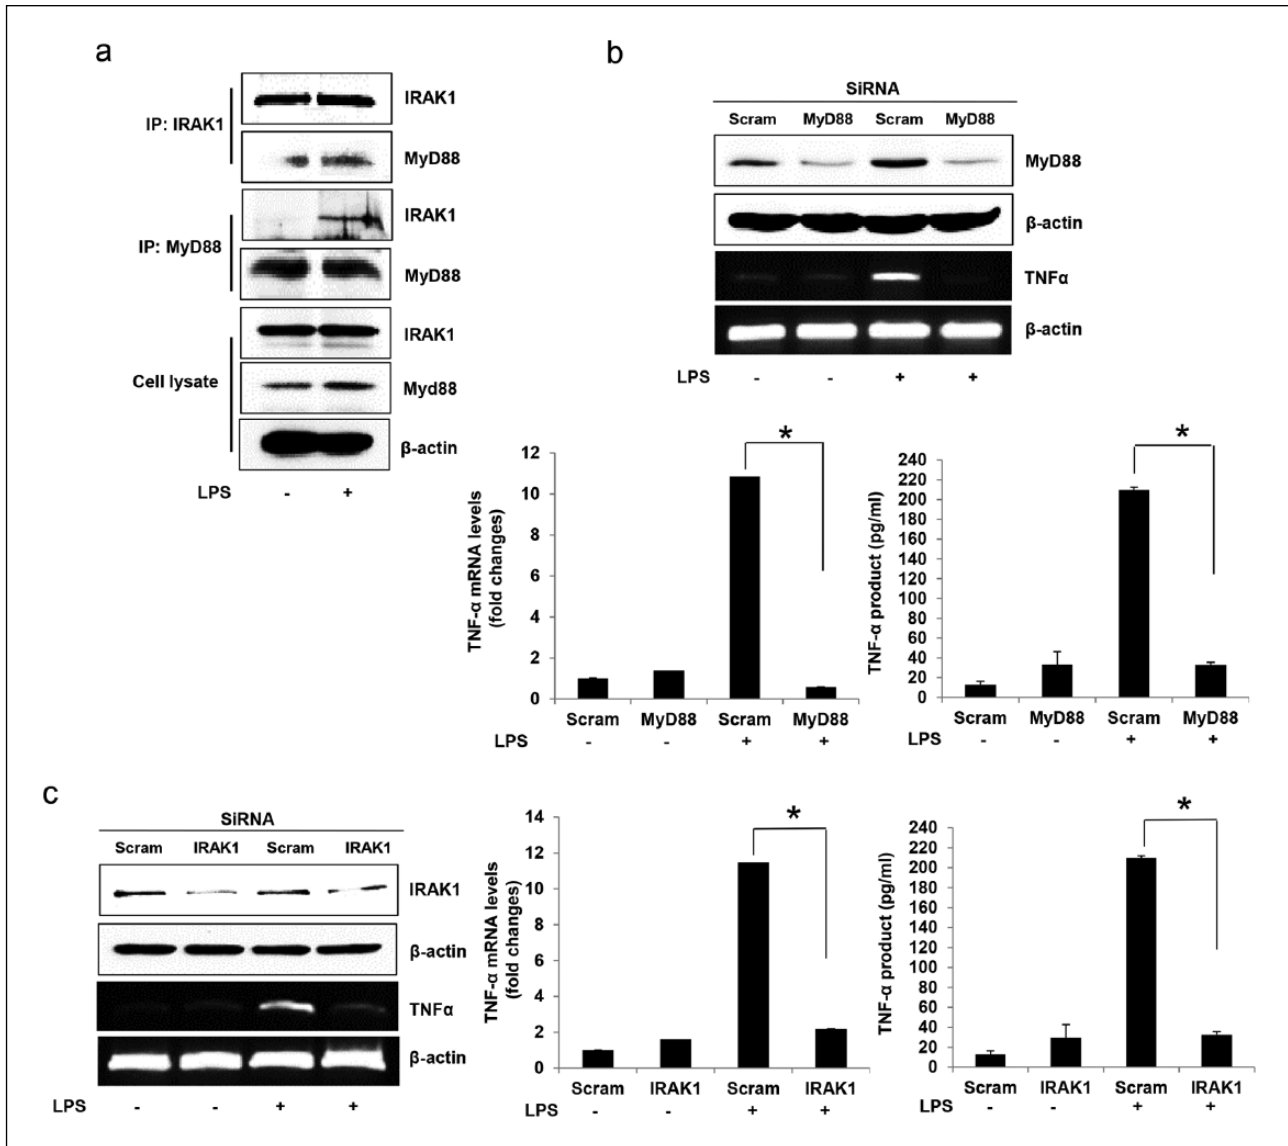 a
IP: IRAK1
IRAK1
MyD88
IP: MyD88
IRAK1
MyD88
Cell lysate
IRAK1
Myd88
β-actin
LPS - +
b
SiRNA
Scram MyD88 Scram MyD88
MyD88
β-actin
TNFα
β-actin
LPS - - + +
TNF-α mRNA levels
(fold changes)
12
10
8
6
4
2
0
*
Scram MyD88 Scram MyD88
LPS - - + +
TNF-α product (pg/ml)
240
220
200
180
160
140
120
100
80
60
40
20
0
*
Scram MyD88 Scram MyD88
LPS - - + +
c
SiRNA
Scram IRAK1 Scram IRAK1
IRAK1
β-actin
TNFα
β-actin
LPS - - + +
TNF-α mRNA levels
(fold changes)
14
12
10
8
6
4
2
0
*
Scram IRAK1 Scram IRAK1
LPS - - + +
TNF-α product (pg/ml)
240
220
200
180
160
140
120
100
80
60
40
20
0
*
Scram IRAK1 Scram IRAK1
LPS - - + +